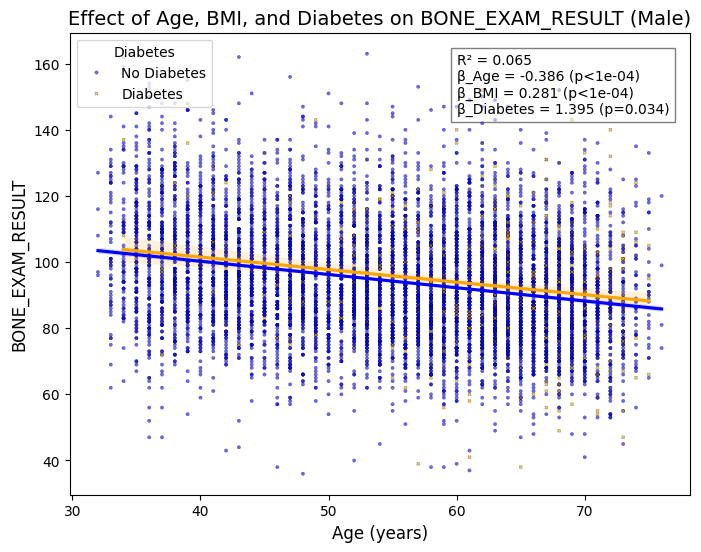 Effect of Age, BMI, and Diabetes on BONE_EXAM_RESULT (Male)
Diabetes
No Diabetes
Diabetes
R² = 0.065
β_Age = -0.386 (p<1e-04)
β_BMI = 0.281 (p<1e-04)
β_Diabetes = 1.395 (p=0.034)
BONE_EXAM_RESULT
160
140
120
100
80
60
40
30
40
50
60
70
Age (years)